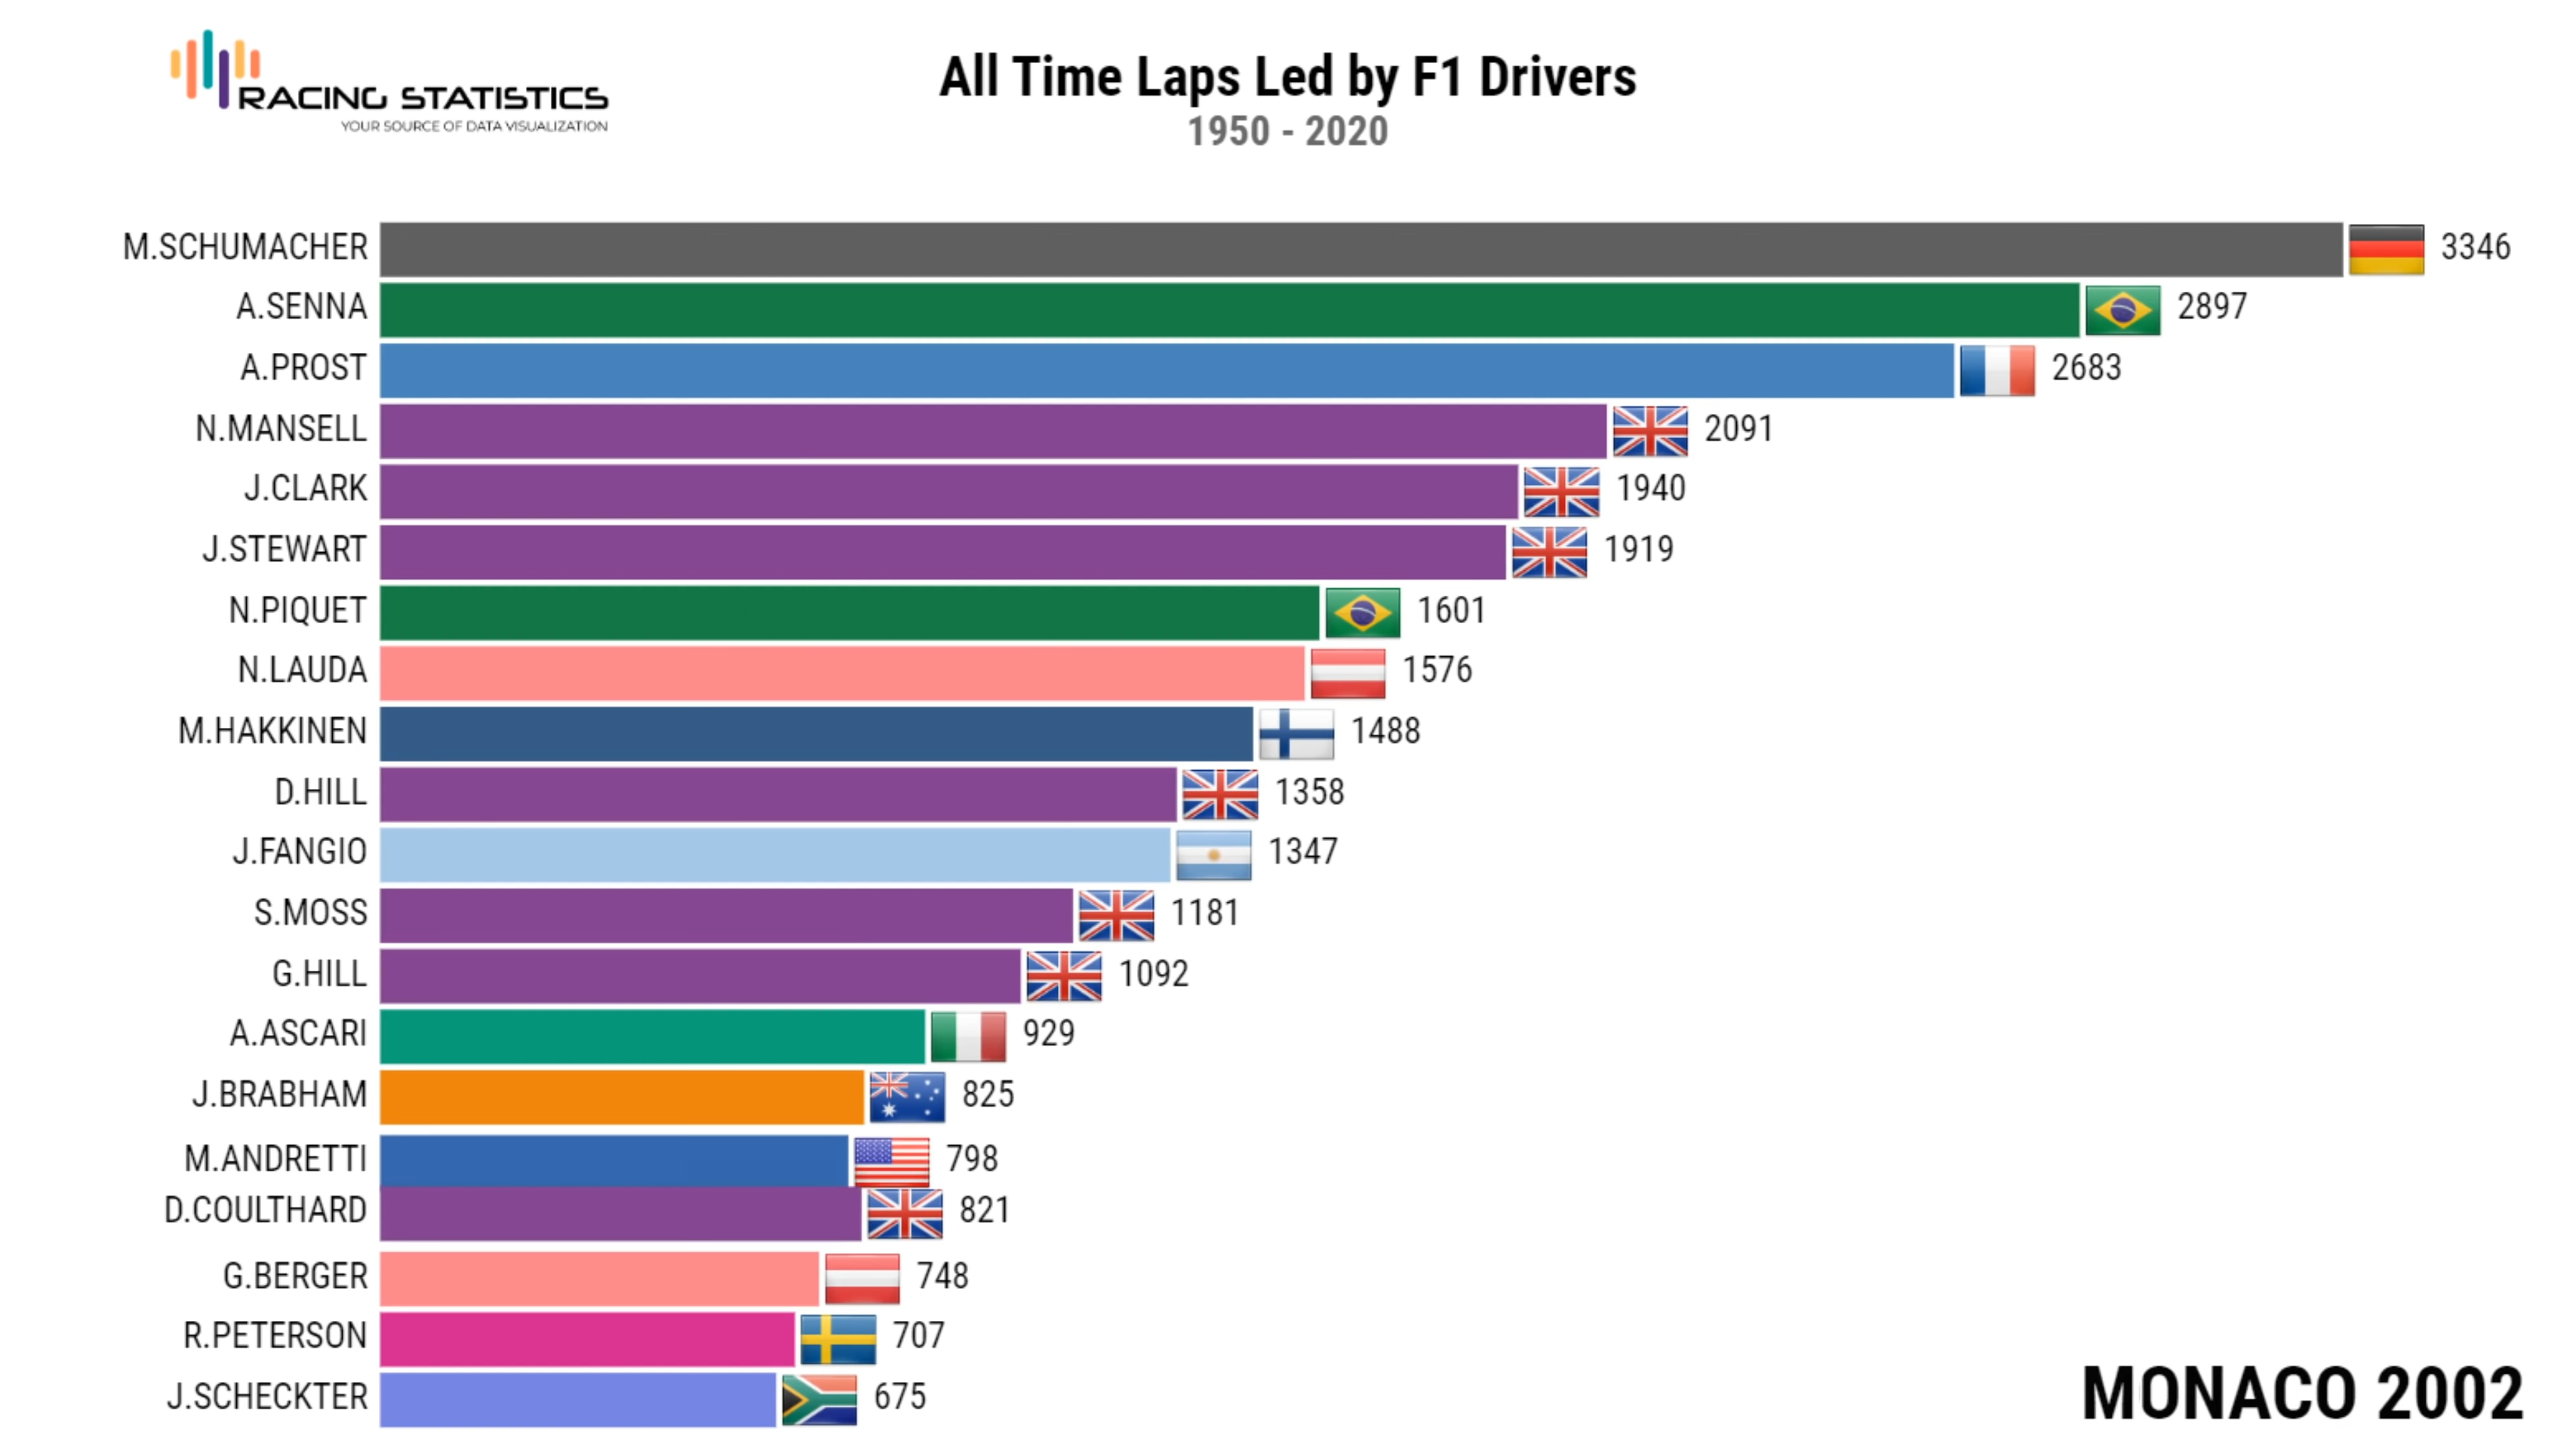 RACING STATISTICS
YOUR SOURCE OF DATA VISUALIZATION
All Time Laps Led by F1 Drivers
1950 - 2020
M.SCHUMACHER 3346
A.SENNA 2897
A.PROST 2683
N.MANSELL 2091
J.CLARK 1940
J.STEWART 1919
N.PIQUET 1601
N.LAUDA 1576
M.HAKKINEN 1488
D.HILL 1358
J.FANGIO 1347
S.MOSS 1181
G.HILL 1092
A.ASCARI 929
J.BRABHAM 825
M.ANDRETTI 798
D.COULTHARD 821
G.BERGER 748
R.PETERSON 707
J.SCHECKTER 675
MONACO 2002